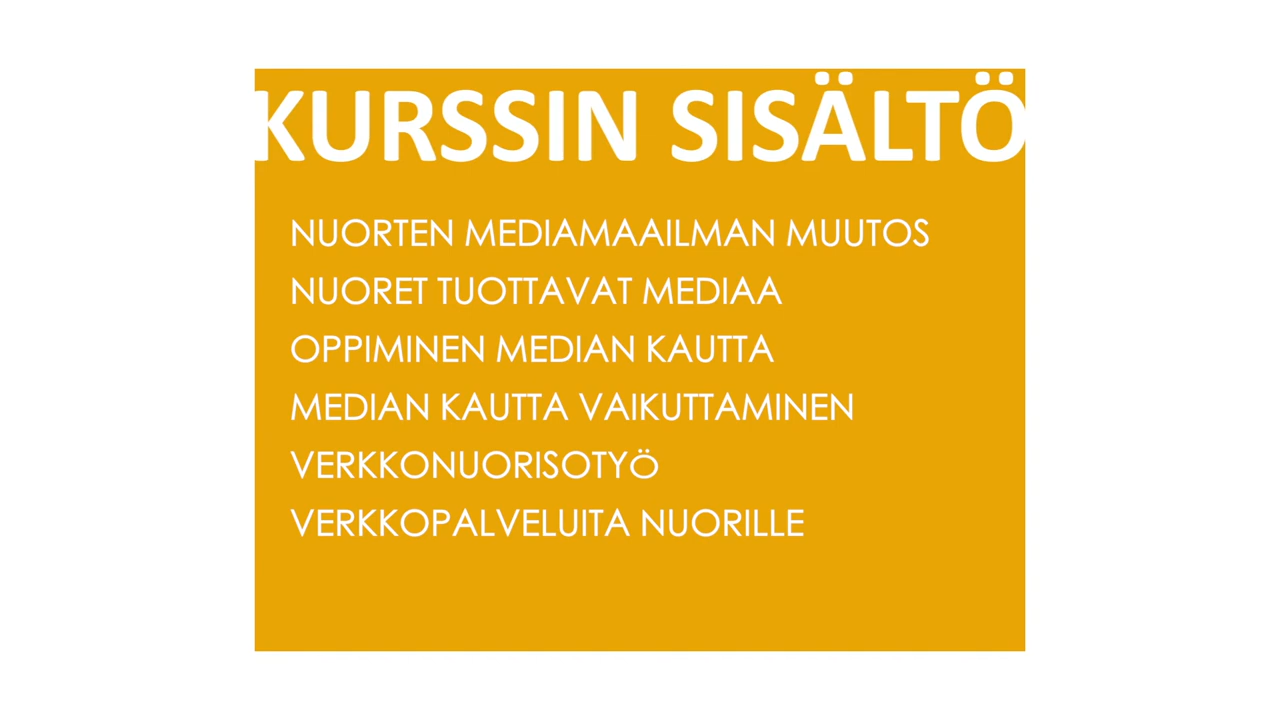 KURSSIN SISÄLTÖ
NUORTEN MEDIAMAAILMAN MUUTOS
NUORET TUOTTAVAT MEDIAA
OPPIMINEN MEDIAN KAUTTA
MEDIAN KAUTTA VAIKUTTAMINEN
VERKKONUORISOTYÖ
VERKKOPALVELUITA NUORILLE